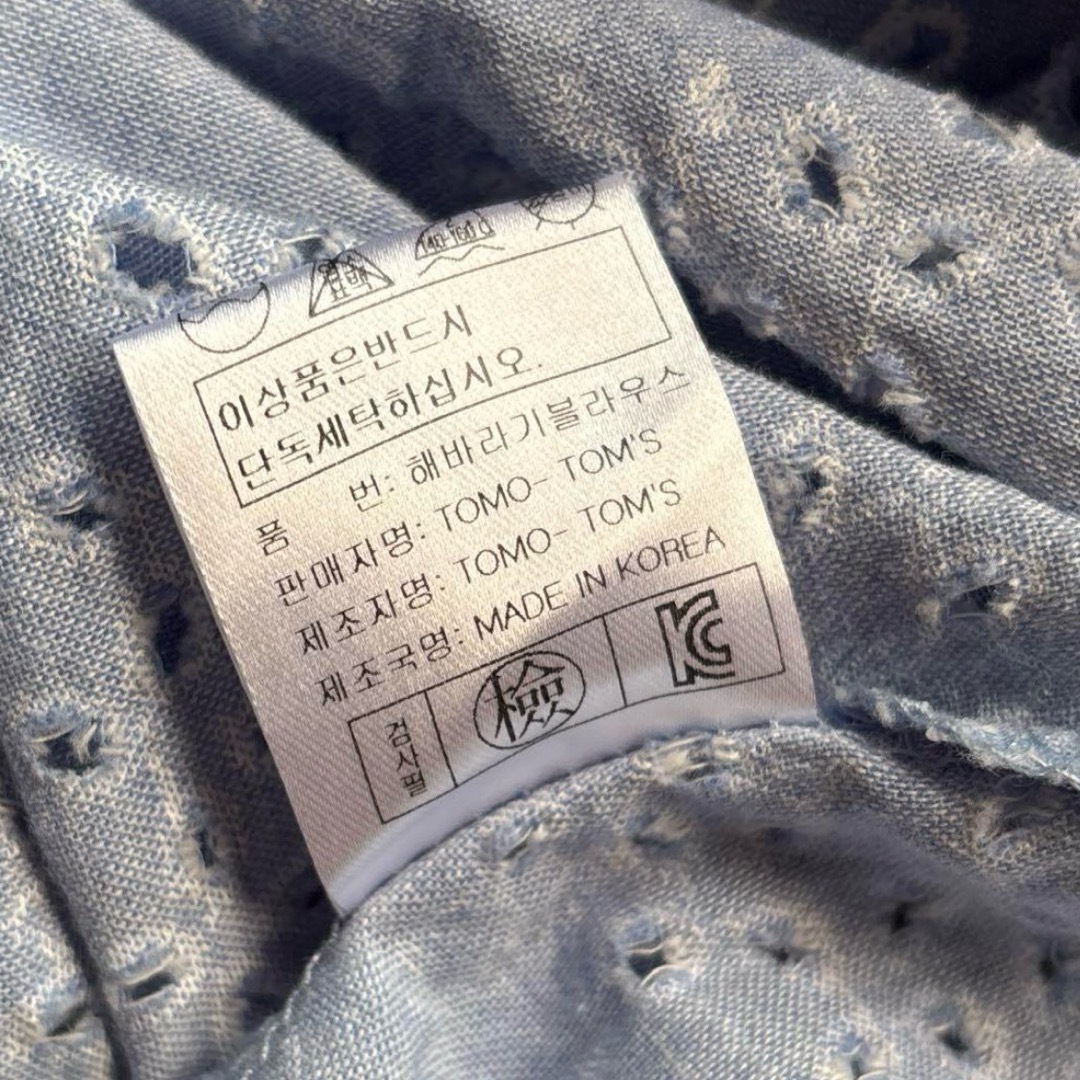 140-160℃
이상품은반드시
단독세탁하십시오.
품 번: 해바라기블라우스
판매자명: TOMO- TOM'S
제조자명: TOMO- TOM'S
제조국명: MADE IN KOREA
검사필 檢 KC